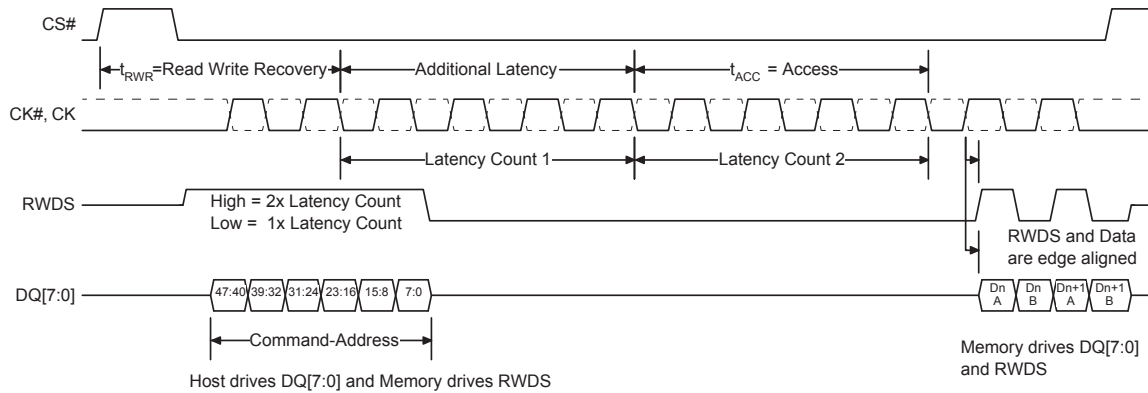 CS#
tRWR=Read Write Recovery
Additional Latency
tACC = Access
CK#, CK
Latency Count 1
Latency Count 2
RWDS
High = 2x Latency Count
Low = 1x Latency Count
RWDS and Data
are edge aligned
DQ[7:0]
47:40 39:32 31:24 23:16 15:8 7:0
Dn
A
Dn
B
Dn+1
A
Dn+1
B
Command-Address
Memory drives DQ[7:0]
and RWDS
Host drives DQ[7:0] and Memory drives RWDS